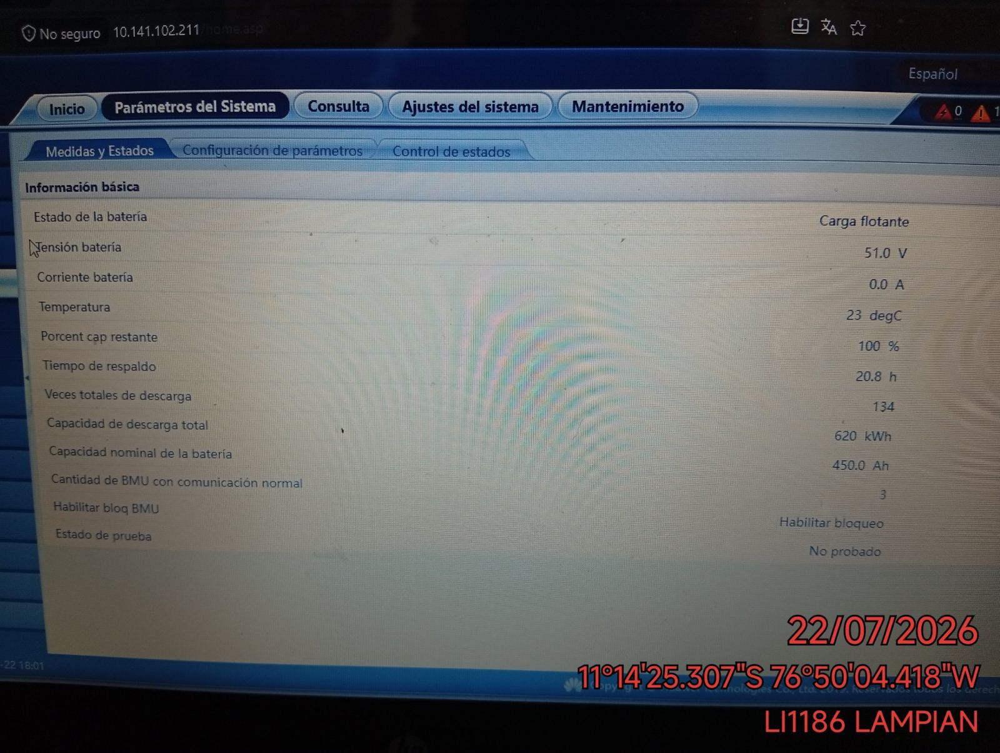 No seguro 10.141.102.211/home.asp
Español
Inicio Parámetros del Sistema Consulta Ajustes del sistema Mantenimiento 0 1
Medidas y Estados Configuración de parámetros Control de estados
Información básica
Estado de la batería Carga flotante
Tensión batería 51.0 V
Corriente batería 0.0 A
Temperatura 23 degC
Porcent cap restante 100 %
Tiempo de respaldo 20.8 h
Veces totales de descarga 134
Capacidad de descarga total 620 kWh
Capacidad nominal de la batería 450.0 Ah
Cantidad de BMU con comunicación normal 3
Habilitar bloq BMU Habilitar bloqueo
Estado de prueba No probado
22/07/2026
-22 18:01
11°14'25.307"S 76°50'04.418"W
LI1186 LAMPIAN